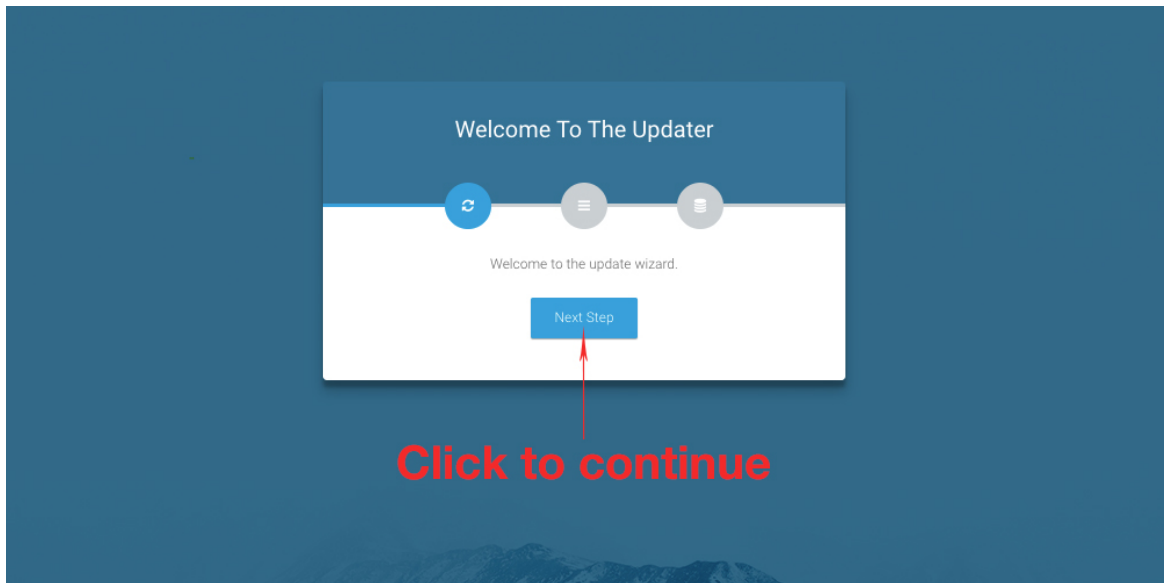 Welcome To The Updater
Welcome to the update wizard.
Next Step
Click to continue